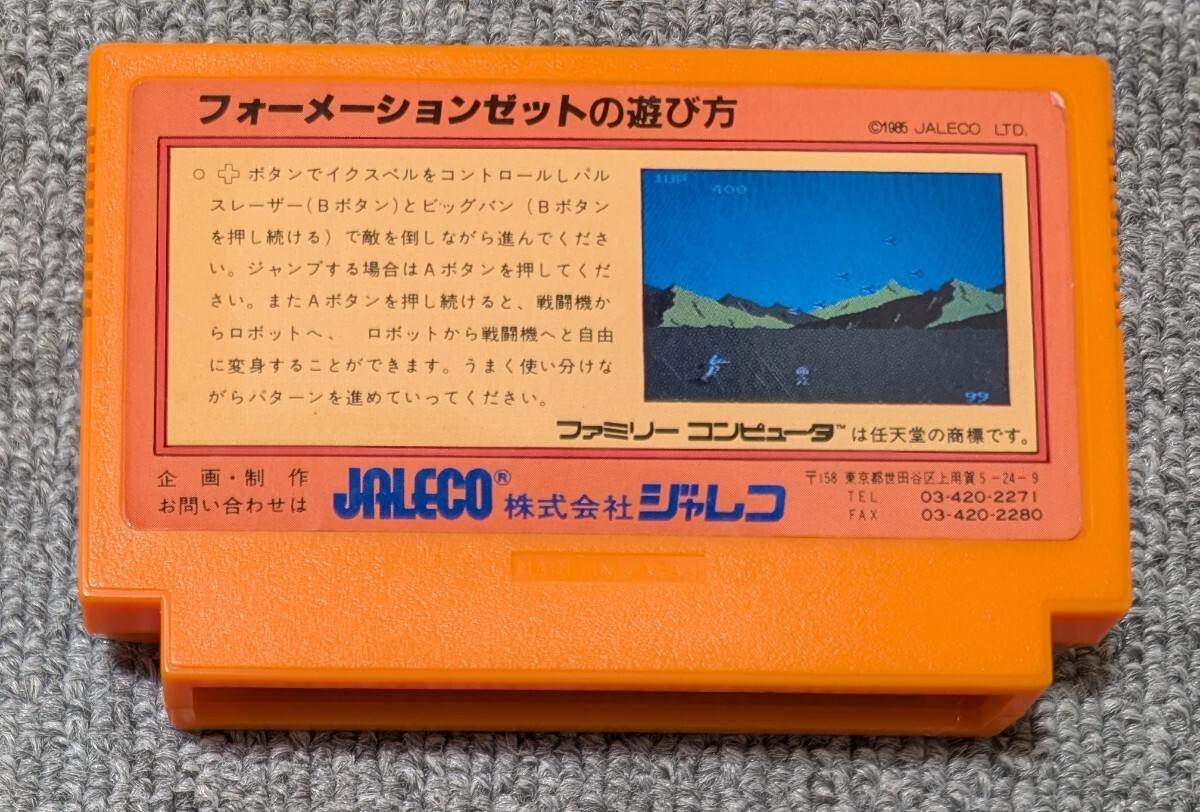 フォーメーションゼットの遊び方
©1985 JALECO LTD.
○ ✚ ボタンでイクスペルをコントロールしパル
スレーザー(Bボタン)とビッグバン (Bボタン
を押し続ける) で敵を倒しながら進んでくださ
い。ジャンプする場合はAボタンを押してくだ
さい。またAボタンを押し続けると、戦闘機か
らロボットへ、 ロボットから戦闘機へと自由
に変身することができます。うまく使い分けな
がらパターンを進めていってください。
1UP
400
99
ファミリー コンピュータ™は任天堂の商標です。
企 画・制 作
お問い合わせは
JALECO® 株式会社 ジャレコ
〒158 東京都世田谷区上用賀5-24-9
TEL 03-420-2271
FAX 03-420-2280